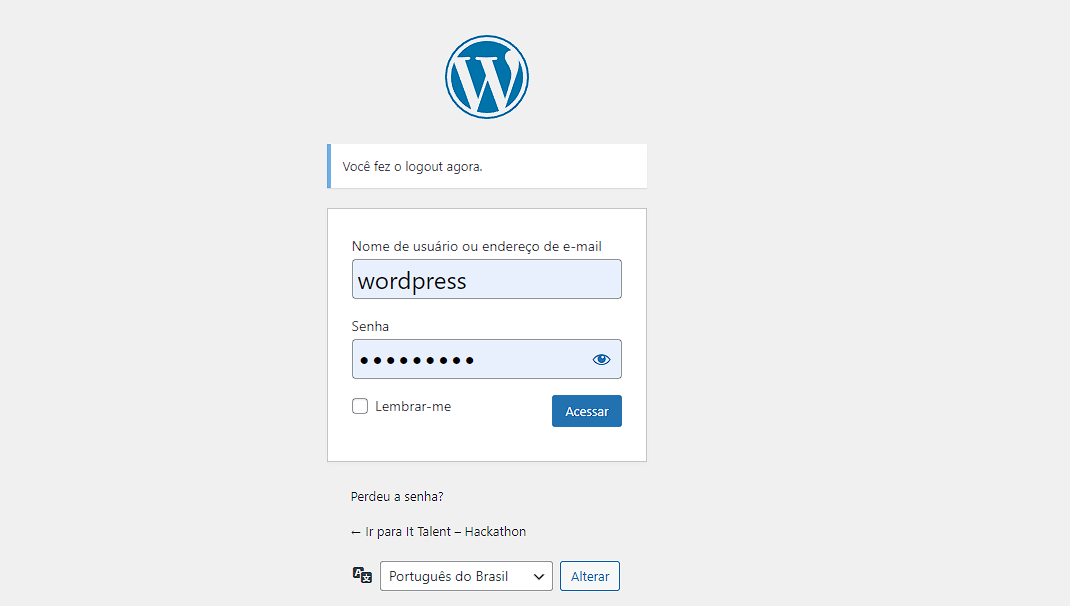 Você fez o logout agora.
Nome de usuário ou endereço de e-mail
wordpress
Senha
●●●●●●●●●
Lembrar-me
Acessar
Perdeu a senha?
← Ir para It Talent – Hackathon
Português do Brasil
Alterar